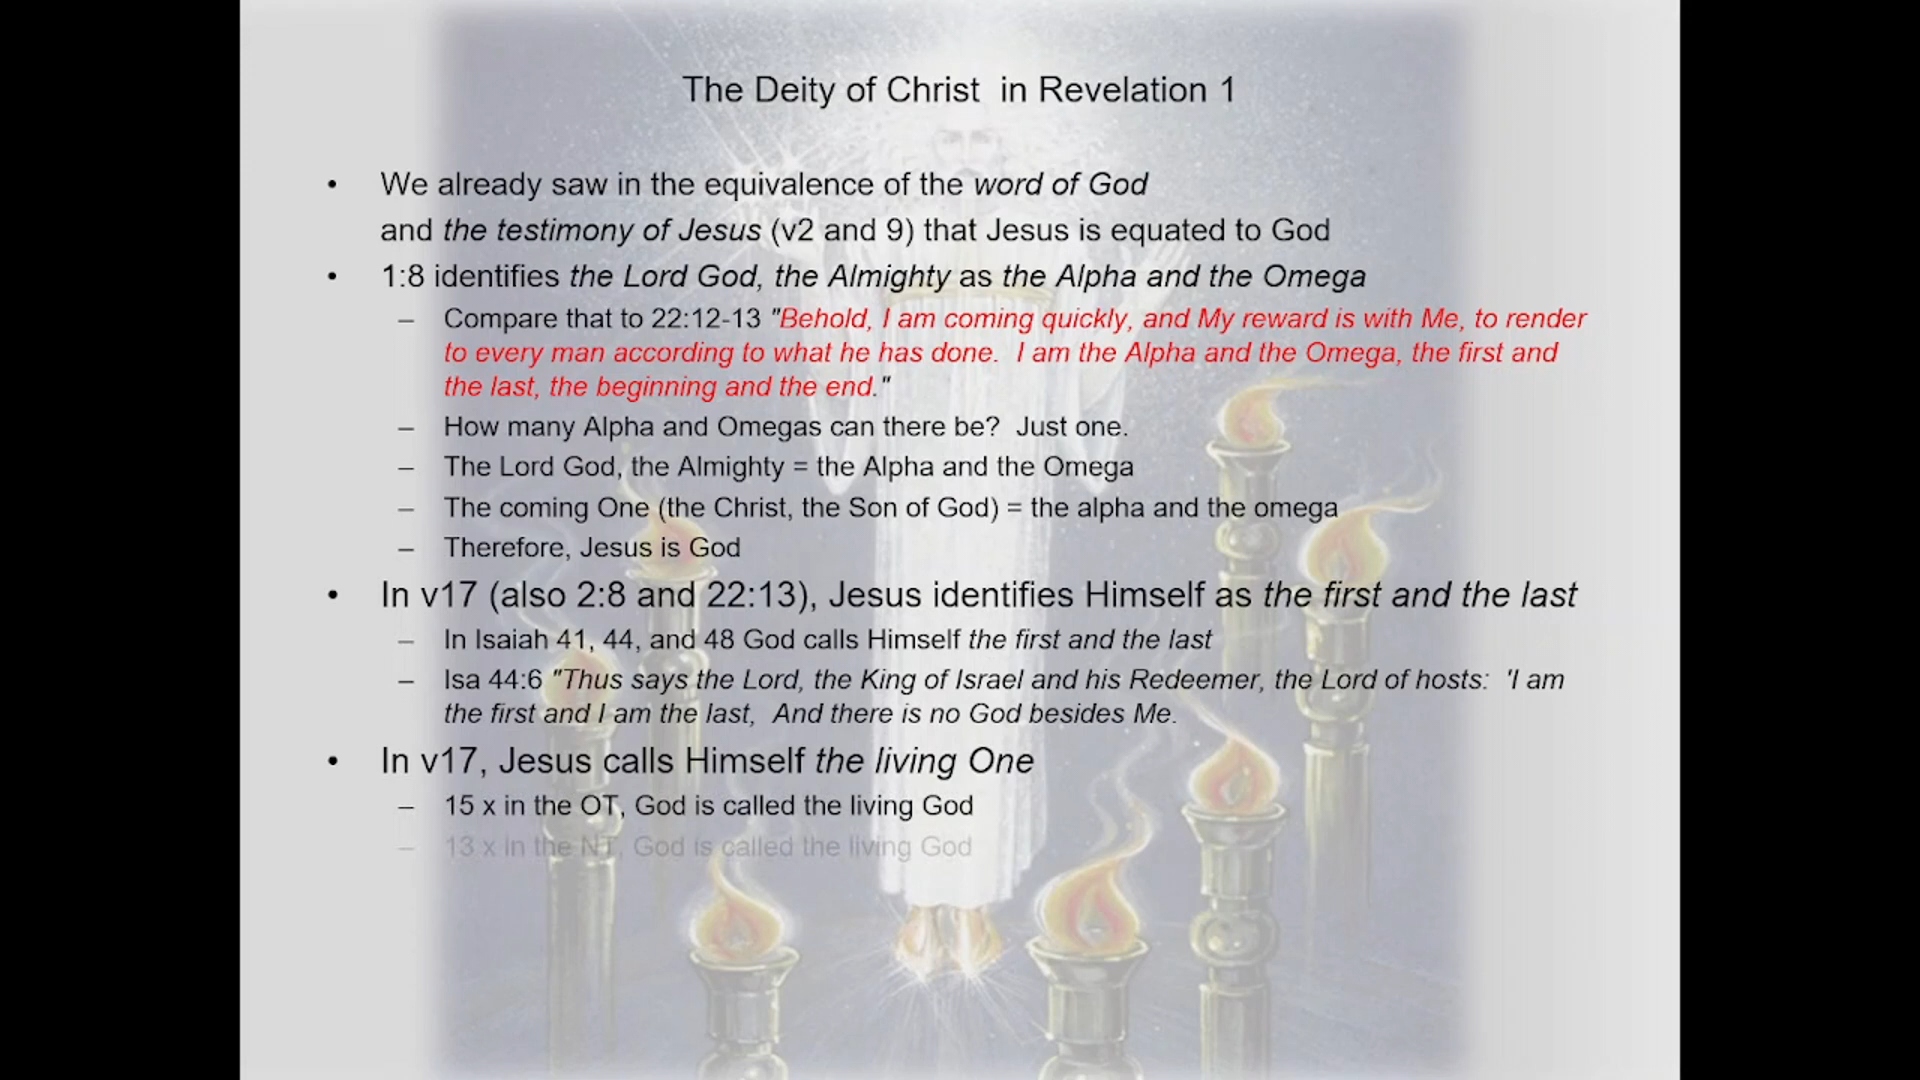 The Deity of Christ in Revelation 1
• We already saw in the equivalence of the word of God
and the testimony of Jesus (v2 and 9) that Jesus is equated to God
• 1:8 identifies the Lord God, the Almighty as the Alpha and the Omega
– Compare that to 22:12-13 "Behold, I am coming quickly, and My reward is with Me, to render
to every man according to what he has done. I am the Alpha and the Omega, the first and
the last, the beginning and the end."
– How many Alpha and Omegas can there be? Just one.
– The Lord God, the Almighty = the Alpha and the Omega
– The coming One (the Christ, the Son of God) = the alpha and the omega
– Therefore, Jesus is God
• In v17 (also 2:8 and 22:13), Jesus identifies Himself as the first and the last
– In Isaiah 41, 44, and 48 God calls Himself the first and the last
– Isa 44:6 "Thus says the Lord, the King of Israel and his Redeemer, the Lord of hosts: 'I am
the first and I am the last, And there is no God besides Me.
• In v17, Jesus calls Himself the living One
– 15 x in the OT, God is called the living God
– 13 x in the NT, God is called the living God